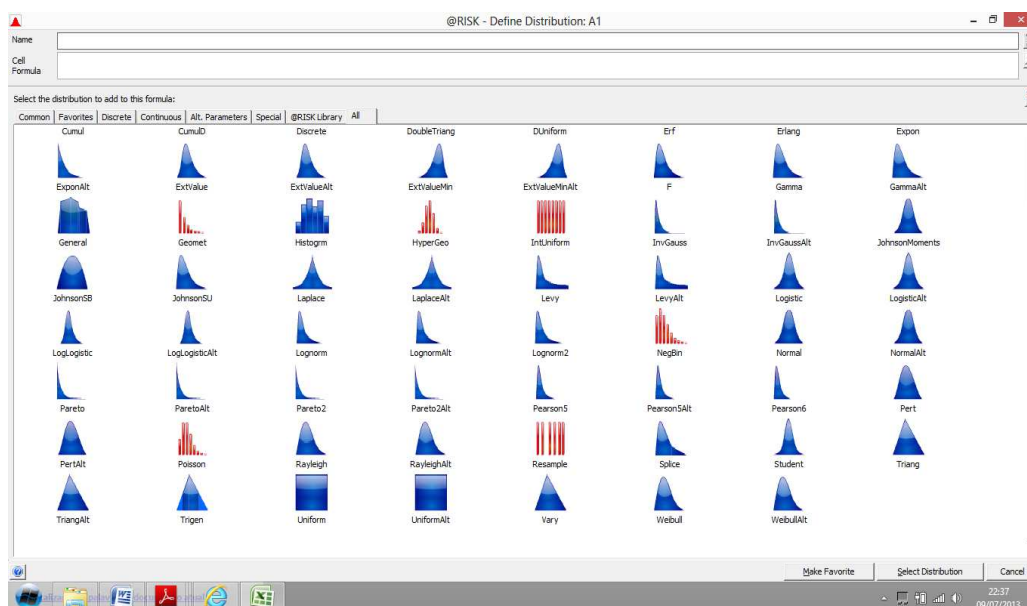 @RISK - Define Distribution: A1
Name
Cell
Formula
Select the distribution to add to this formula:
Common Favorites Discrete Continuous Alt. Parameters Special @RISK Library All
Cumul CumulD Discrete DoubleTriang DUniform Erf Erlang Expon
ExponAlt ExtValue ExtValueAlt ExtValueMin ExtValueMinAlt F Gamma GammaAlt
General Geomet Histogrm HyperGeo IntUniform InvGauss InvGaussAlt JohnsonMoments
JohnsonSB JohnsonSU Laplace LaplaceAlt Levy LevyAlt Logistic LogisticAlt
LogLogistic LogLogisticAlt Lognorm LognormAlt Lognorm2 NegBin Normal NormalAlt
Pareto ParetoAlt Pareto2 Pareto2Alt Pearson5 Pearson5Alt Pearson6 Pert
PertAlt Poisson Rayleigh RayleighAlt Resample Splice Student Triang
TriangAlt Trigen Uniform UniformAlt Vary Weibull WeibullAlt
Make Favorite Select Distribution Cancel
22:37
09/07/2013